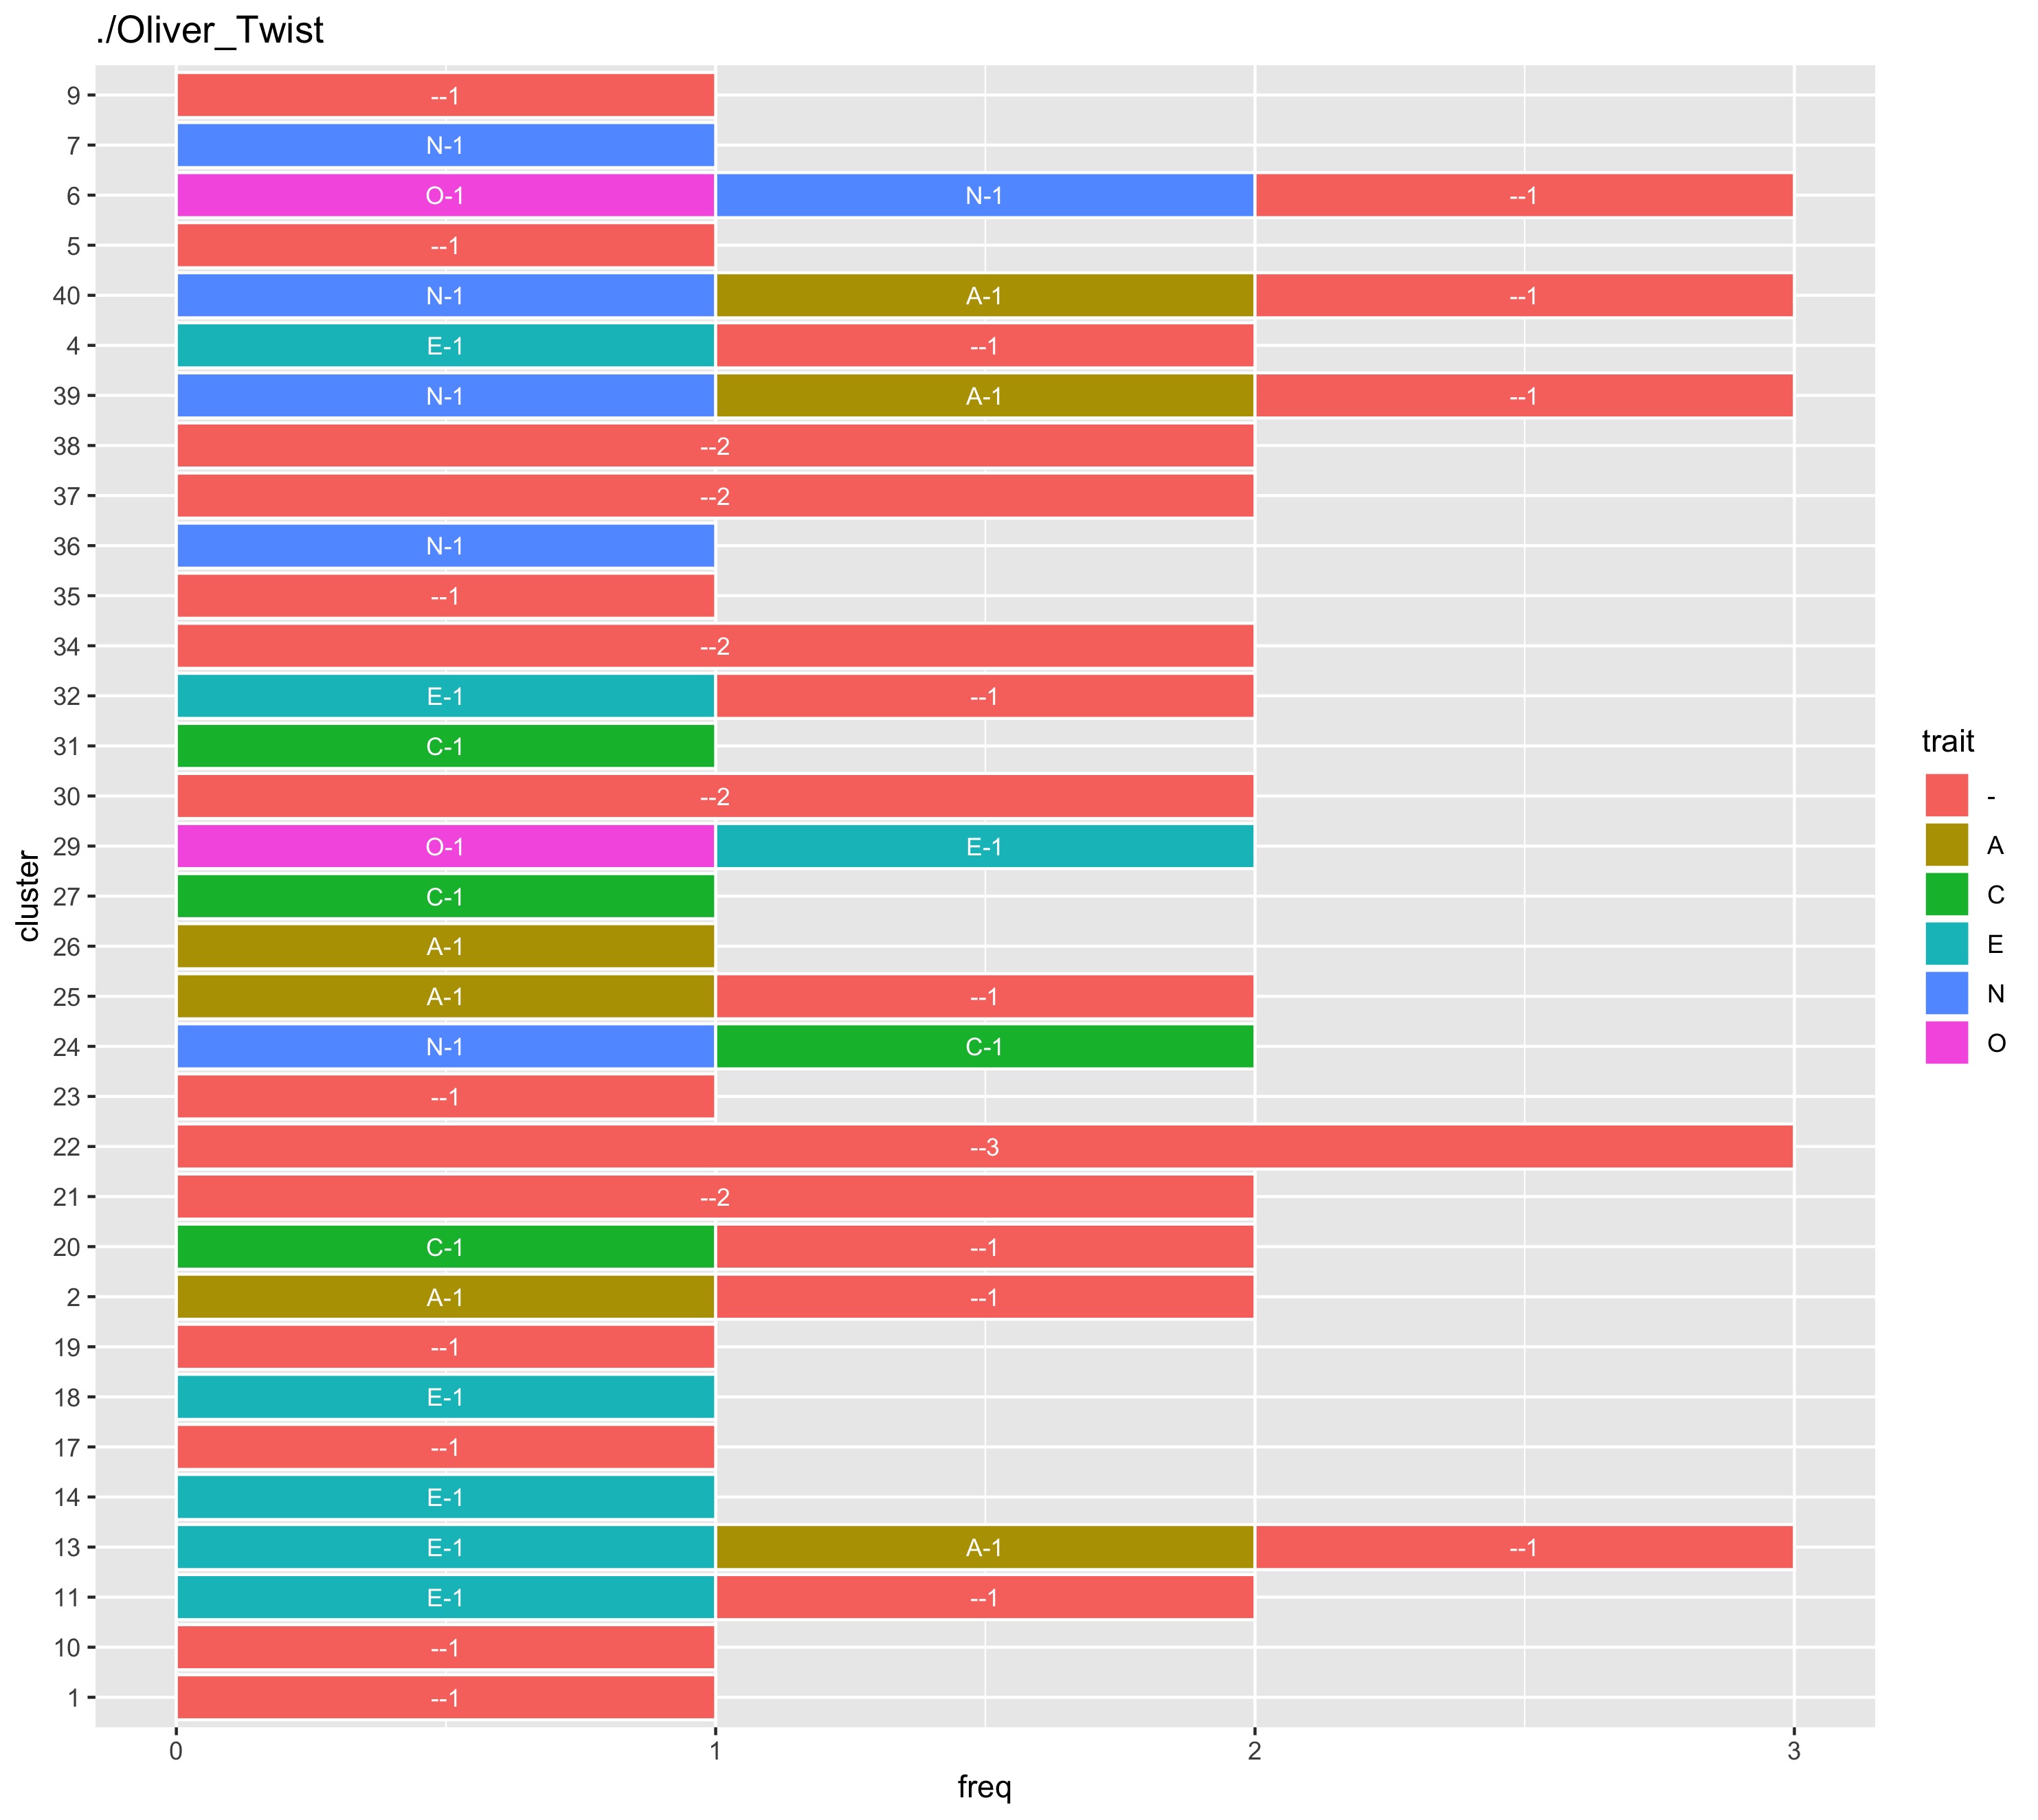 ./Oliver_Twist
9 --1
7 N-1
6 O-1 N-1 --1
5 --1
40 N-1 A-1 --1
4 E-1 --1
39 N-1 A-1 --1
38 --2
37 --2
36 N-1
35 --1
34 --2
32 E-1 --1
31 C-1
30 --2
29 O-1 E-1
27 C-1
26 A-1
25 A-1 --1
24 N-1 C-1
23 --1
22 --3
21 --2
20 C-1 --1
2 A-1 --1
19 --1
18 E-1
17 --1
14 E-1
13 E-1 A-1 --1
11 E-1 --1
10 --1
1 --1
0 1 2 3
freq
cluster
trait
-
A
C
E
N
O